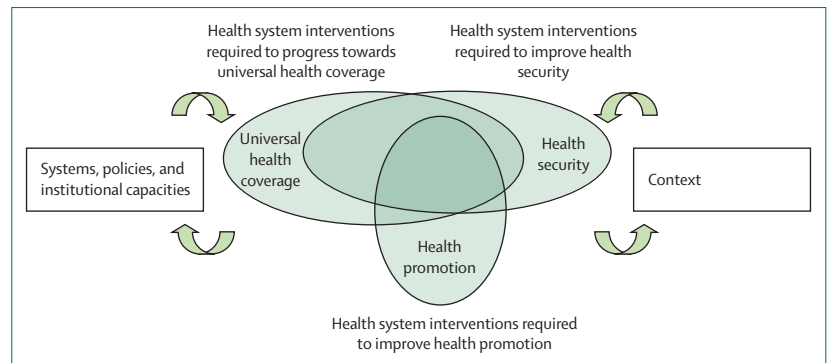 Health system interventions
required to progress towards
universal health coverage
Health system interventions
required to improve health
security
Universal
health
coverage
Health
security
Systems, policies, and
institutional capacities
Context
Health
promotion
Health system interventions required
to improve health promotion